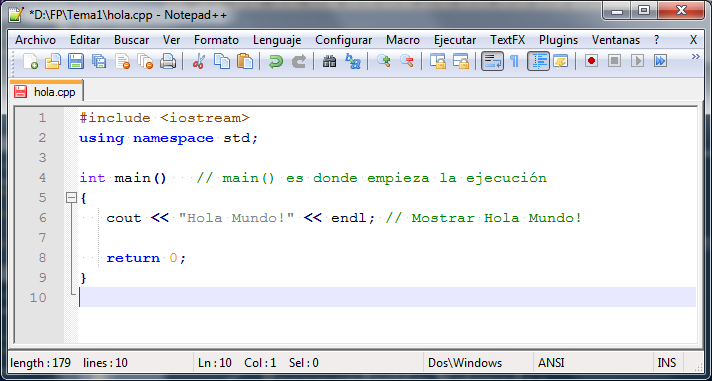 *D:\FP\Tema1\hola.cpp - Notepad++
Archivo Editar Buscar Ver Formato Lenguaje Configurar Macro Ejecutar TextFX Plugins Ventanas ? X
hola.cpp
1 #include <iostream>
2 using namespace std;
3
4 int main() // main() es donde empieza la ejecución
5 {
6 cout << "Hola Mundo!" << endl; // Mostrar Hola Mundo!
7
8 return 0;
9 }
10
length : 179 lines : 10 Ln : 10 Col : 1 Sel : 0 Dos\Windows ANSI INS